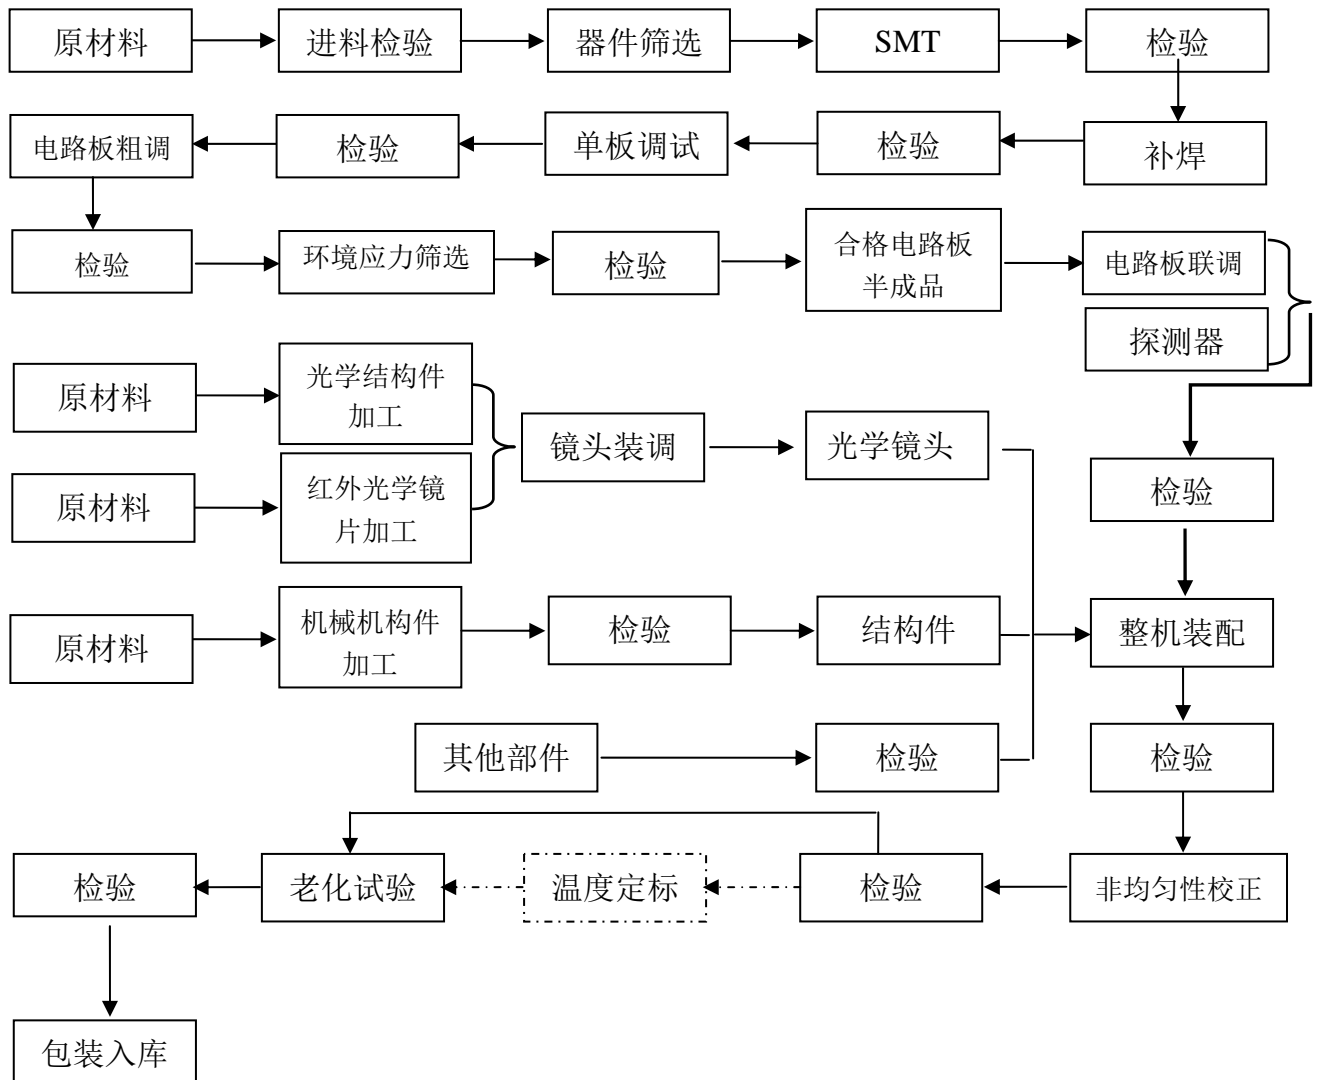 原材料
进料检验
器件筛选
SMT
检验
电路板粗调
检验
单板调试
检验
补焊
检验
环境应力筛选
检验
合格电路板
半成品
电路板联调
探测器
原材料
光学结构件
加工
镜头装调
光学镜头
原材料
红外光学镜
片加工
检验
原材料
机械机构件
加工
检验
结构件
整机装配
其他部件
检验
检验
检验
老化试验
温度定标
检验
非均匀性校正
包装入库